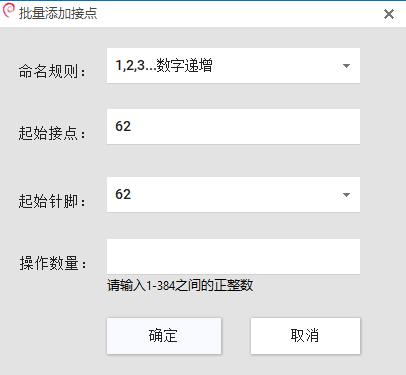 批量添加接点
命名规则： 1,2,3...数字递增
起始接点： 62
起始针脚： 62
操作数量：
请输入1-384之间的正整数
确定 取消